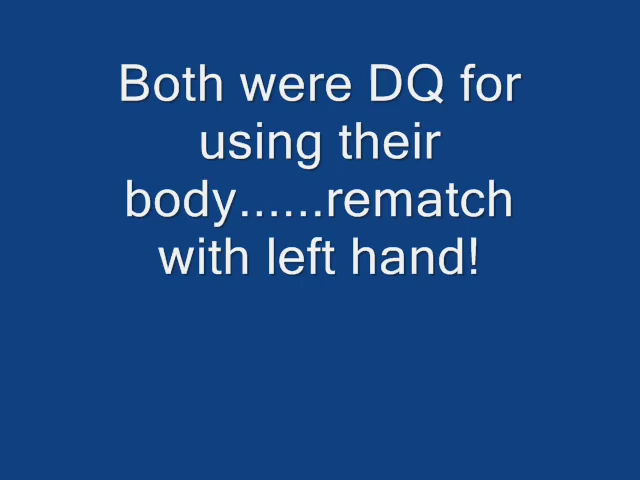 Both were DQ for
using their
body......rematch
with left hand!